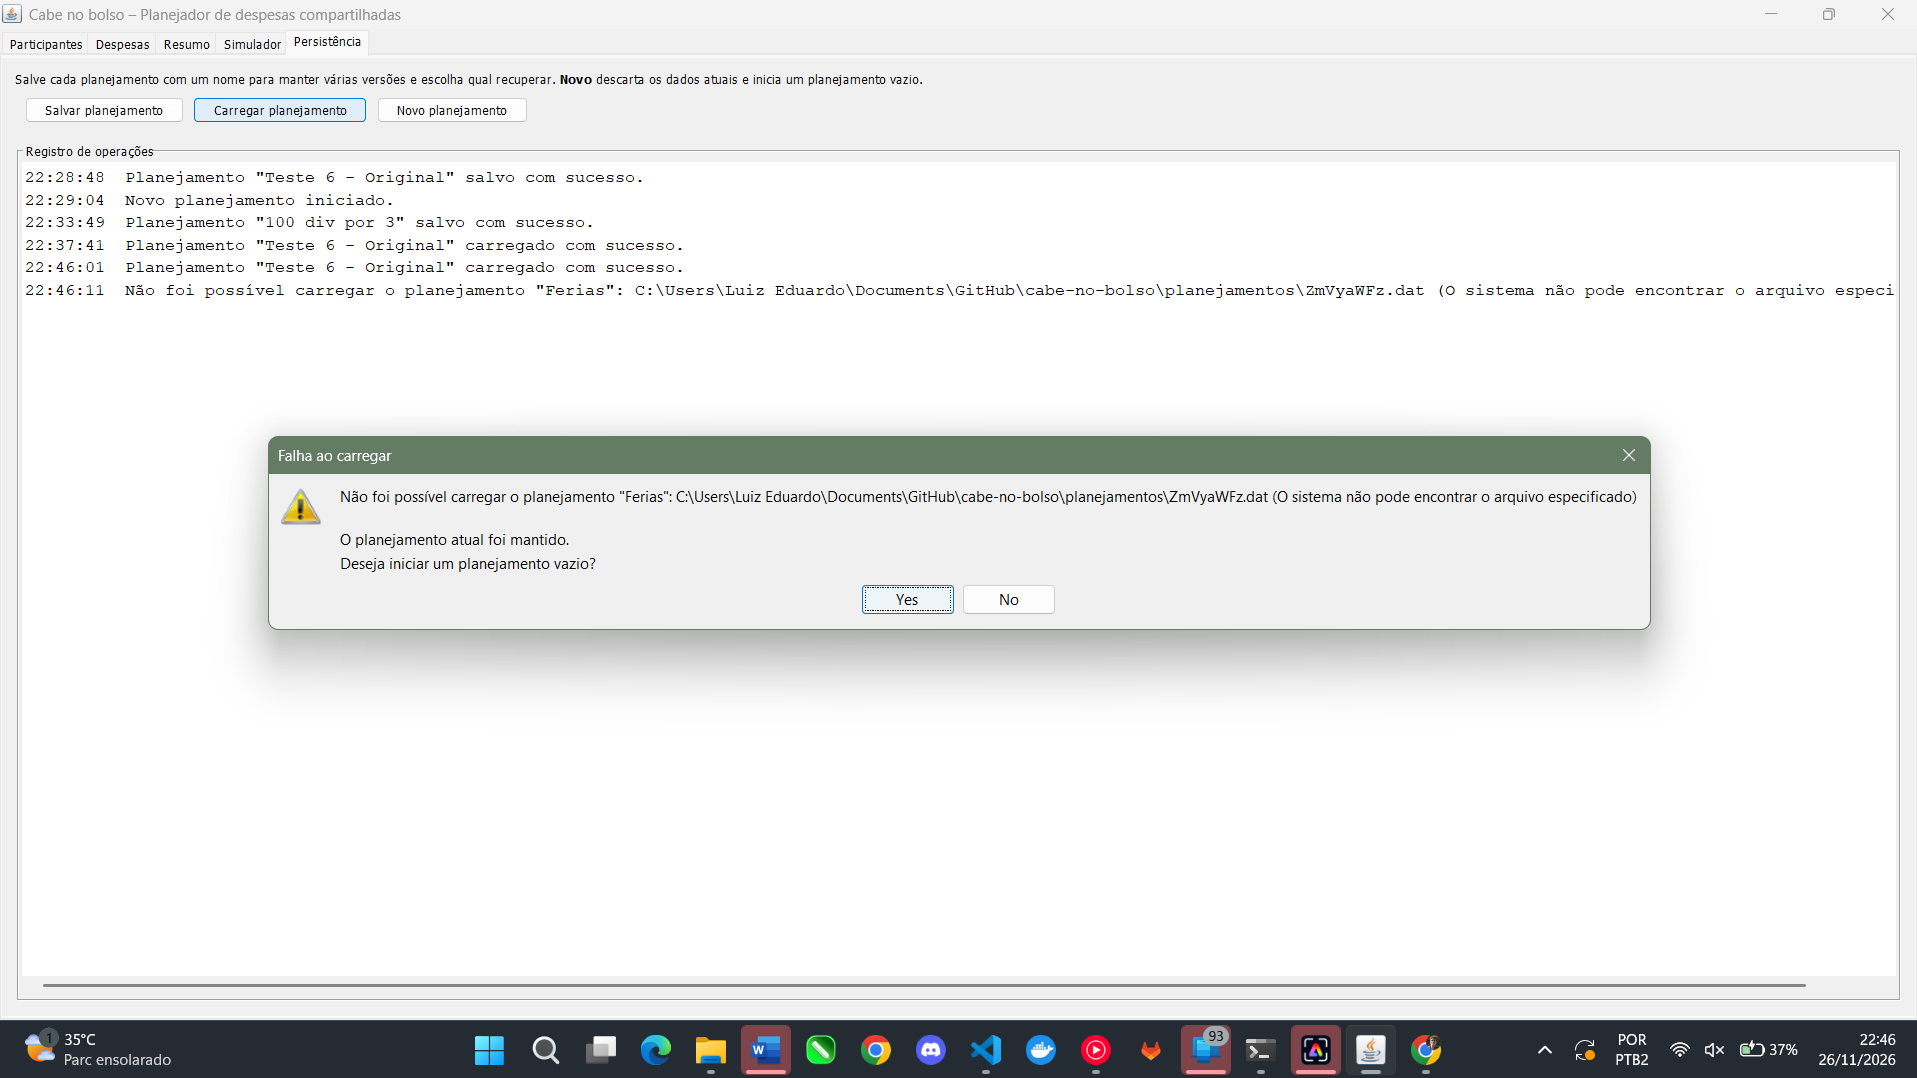 Cabe no bolso – Planejador de despesas compartilhadas
Participantes Despesas Resumo Simulador Persistência
Salve cada planejamento com um nome para manter várias versões e escolha qual recuperar. Novo descarta os dados atuais e inicia um planejamento vazio.
Salvar planejamento Carregar planejamento Novo planejamento
Registro de operações
22:28:48 Planejamento "Teste 6 - Original" salvo com sucesso.
22:29:04 Novo planejamento iniciado.
22:33:49 Planejamento "100 div por 3" salvo com sucesso.
22:37:41 Planejamento "Teste 6 - Original" carregado com sucesso.
22:46:01 Planejamento "Teste 6 - Original" carregado com sucesso.
22:46:11 Não foi possível carregar o planejamento "Ferias": C:\Users\Luiz Eduardo\Documents\GitHub\cabe-no-bolso\planejamentos\ZmVyaWFz.dat (O sistema não pode encontrar o arquivo especi
Falha ao carregar
Não foi possível carregar o planejamento "Ferias": C:\Users\Luiz Eduardo\Documents\GitHub\cabe-no-bolso\planejamentos\ZmVyaWFz.dat (O sistema não pode encontrar o arquivo especificado)
O planejamento atual foi mantido.
Deseja iniciar um planejamento vazio?
Yes No
1
35°C
Parc ensolarado
93
POR
PTB2
37%
22:46
26/11/2026